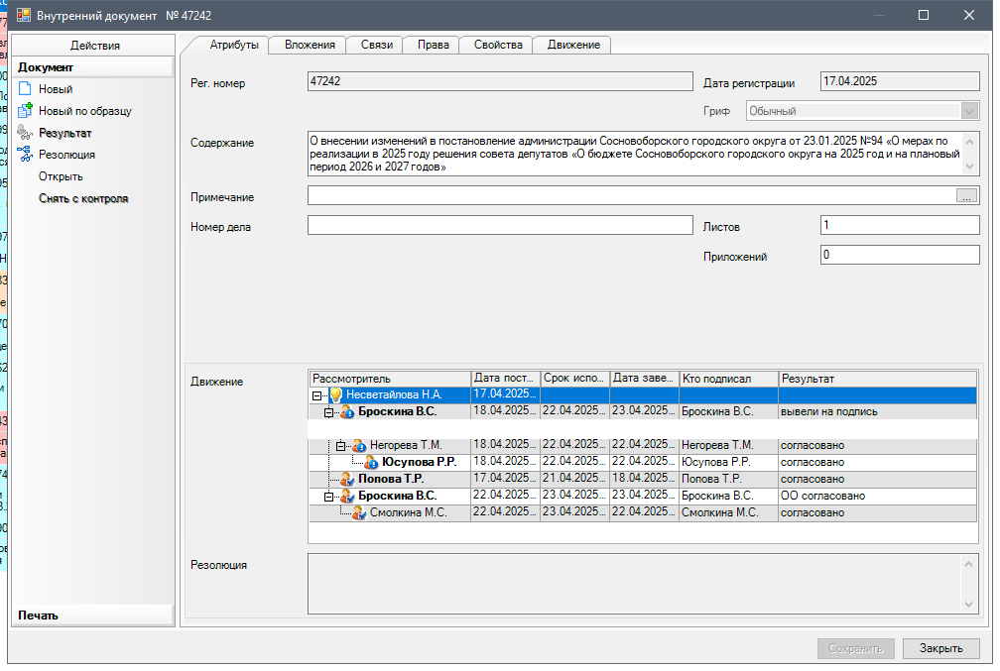 Внутренний документ № 47242
Действия
Документ
Новый
Новый по образцу
Результат
Резолюция
Открыть
Снять с контроля
Печать
Атрибуты Вложения Связи Права Свойства Движение
Рег. номер 47242 Дата регистрации 17.04.2025
Гриф Обычный
Содержание
О внесении изменений в постановление администрации Сосновоборского городского округа от 23.01.2025 №94 «О мерах по
реализации в 2025 году решения совета депутатов «О бюджете Сосновоборского городского округа на 2025 год и на плановый
период 2026 и 2027 годов»
Примечание ...
Номер дела Листов 1
Приложений 0
Движение
Рассмотритель Дата пост... Срок испо... Дата заве... Кто подписал Результат
Несветайлова Н.А. 17.04.2025...
Броскина В.С. 18.04.2025... 22.04.2025... 23.04.2025... Броскина В.С. вывели на подпись
Негорева Т.М. 18.04.2025... 22.04.2025... 22.04.2025... Негорева Т.М. согласовано
Юсупова Р.Р. 18.04.2025... 22.04.2025... 22.04.2025... Юсупова Р.Р. согласовано
Попова Т.Р. 17.04.2025... 21.04.2025... 18.04.2025... Попова Т.Р. согласовано
Броскина В.С. 22.04.2025... 23.04.2025... 23.04.2025... Броскина В.С. ОО согласовано
Смолкина М.С. 22.04.2025... 23.04.2025... 22.04.2025... Смолкина М.С. согласовано
Резолюция
Сохранить Закрыть